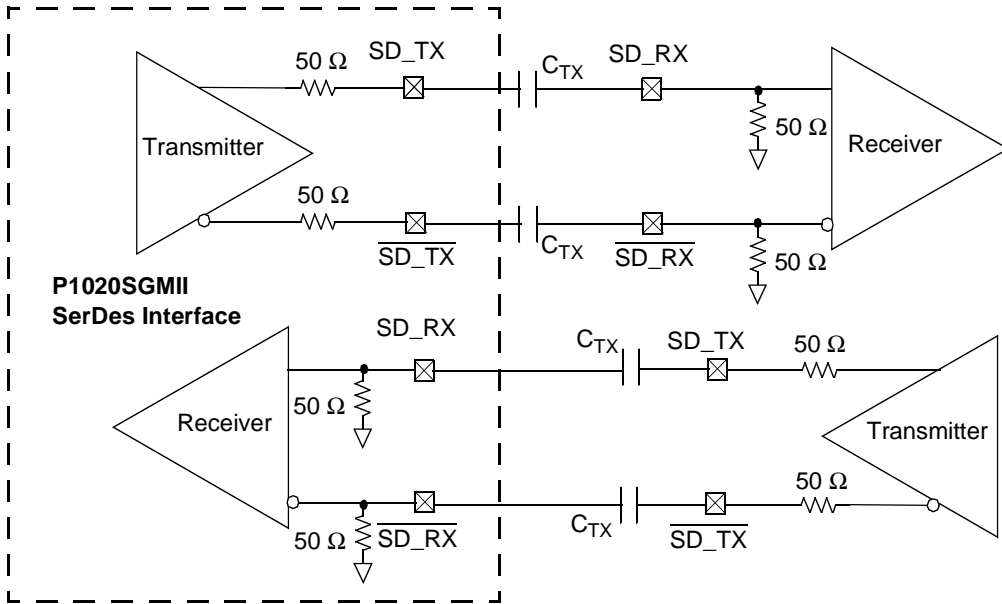 50 Ω
SD_TX
C_TX
SD_RX
50 Ω
Transmitter
Receiver
50 Ω
SD_TX
C_TX
SD_RX
50 Ω
P1020SGMII
SerDes Interface
SD_RX
C_TX
SD_TX
50 Ω
50 Ω
Receiver
Transmitter
50 Ω
50 Ω
SD_RX
C_TX
SD_TX